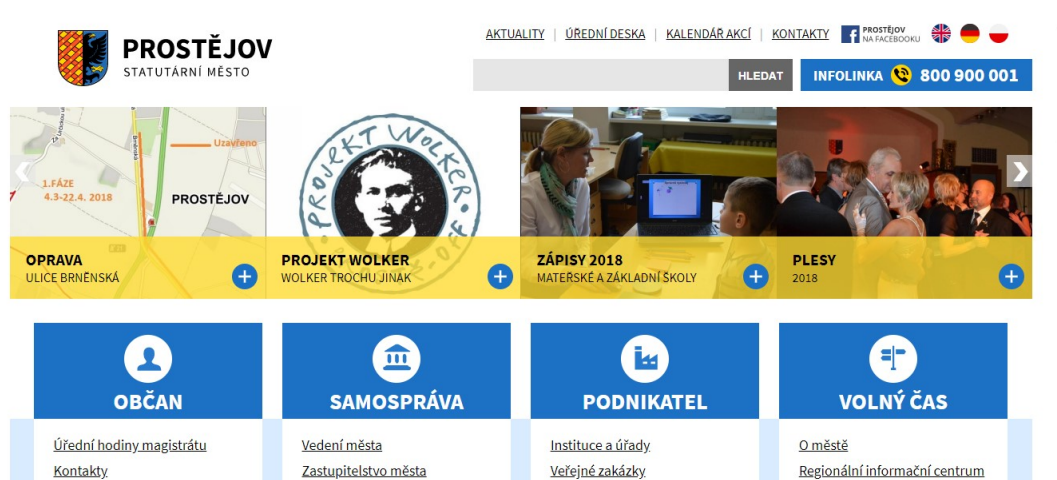 PROSTĚJOV
STATUTÁRNÍ MĚSTO
AKTUALITY | ÚŘEDNÍ DESKA | KALENDÁŘ AKCÍ | KONTAKTY
PROSTĚJOV
NA FACEBOOKU
HLEDAT
INFOLINKA 800 900 001
Uzavřeno
Brněnská
1.FÁZE
4.3-22.4. 2018
PROSTĚJOV
OPRAVA
ULICE BRNĚNSKÁ
PROJEKT WOLKER
PROJEKT WOLKER
WOLKER TROCHU JINAK
ZÁPISY 2018
MATEŘSKÉ A ZÁKLADNÍ ŠKOLY
PLESY
2018
OBČAN
SAMOSPRÁVA
PODNIKATEL
VOLNÝ ČAS
Úřední hodiny magistrátu
Kontakty
Vedení města
Zastupitelstvo města
Instituce a úřady
Veřejné zakázky
O městě
Regionální informační centrum